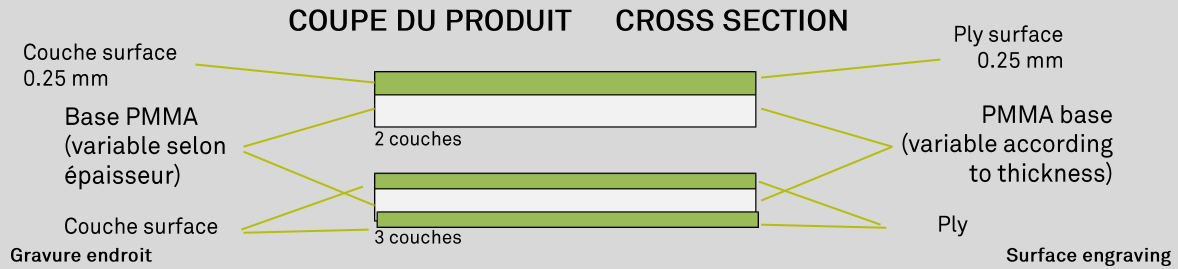 COUPE DU PRODUIT CROSS SECTION
Couche surface
0.25 mm
Ply surface
0.25 mm
Base PMMA
(variable selon
épaisseur)
PMMA base
(variable according
to thickness)
2 couches
Couche surface
Ply
3 couches
Gravure endroit
Surface engraving